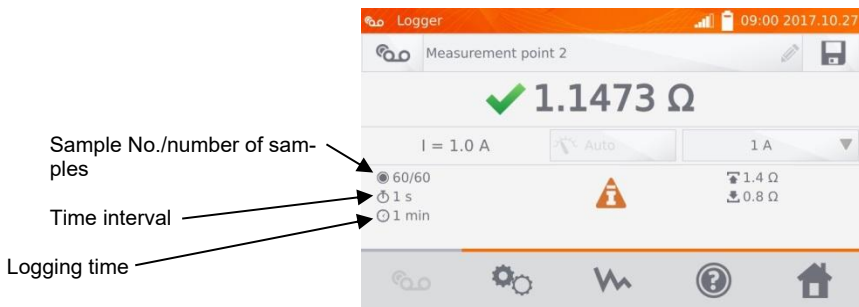 Logger
09:00 2017.10.27
Measurement point 2
1.1473 Ω
I = 1.0 A
Auto
1 A
Sample No./number of sam-
ples
60/60
1.4 Ω
1 s
0.8 Ω
Time interval
1 min
Logging time